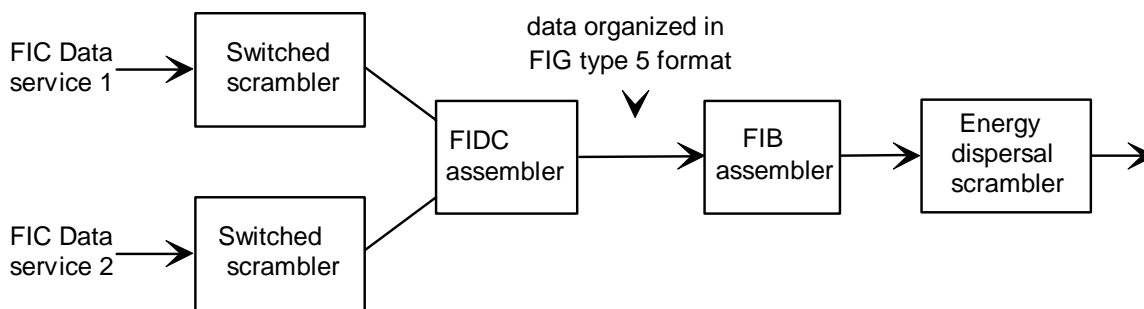 FIC Data
service 1
Switched
scrambler
data organized in
FIG type 5 format
FIDC
assembler
FIB
assembler
Energy
dispersal
scrambler
FIC Data
service 2
Switched
scrambler